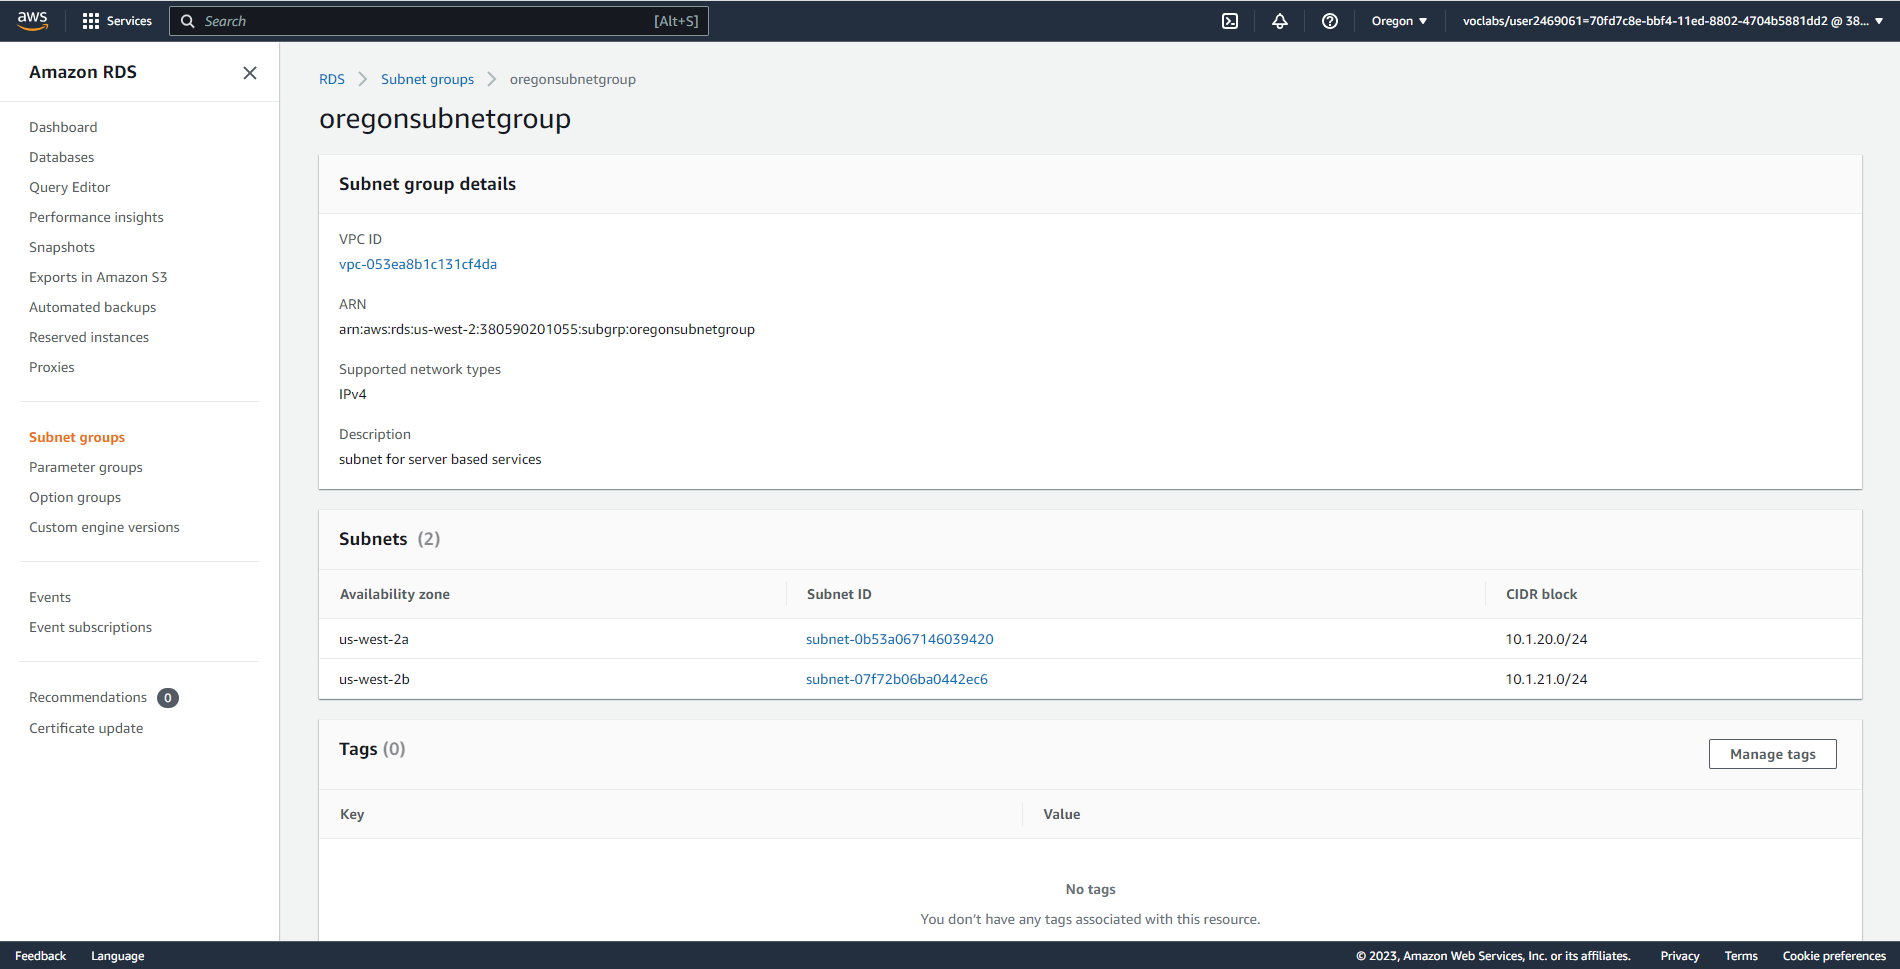 aws
Services
Search
[Alt+S]
Oregon ▼
voclabs/user2469061=70fd7c8e-bbf4-11ed-8802-4704b5881dd2 @ 38... ▼
Amazon RDS
Dashboard
Databases
Query Editor
Performance insights
Snapshots
Exports in Amazon S3
Automated backups
Reserved instances
Proxies
Subnet groups
Parameter groups
Option groups
Custom engine versions
Events
Event subscriptions
Recommendations 0
Certificate update
RDS > Subnet groups > oregonsubnetgroup
oregonsubnetgroup
Subnet group details
VPC ID
vpc-053ea8b1c131cf4da
ARN
arn:aws:rds:us-west-2:380590201055:subgrp:oregonsubnetgroup
Supported network types
IPv4
Description
subnet for server based services
Subnets (2)
Availability zone Subnet ID CIDR block
us-west-2a subnet-0b53a067146039420 10.1.20.0/24
us-west-2b subnet-07f72b06ba0442ec6 10.1.21.0/24
Tags (0)
Manage tags
Key Value
No tags
You don't have any tags associated with this resource.
Feedback Language
© 2023, Amazon Web Services, Inc. or its affiliates. Privacy Terms Cookie preferences